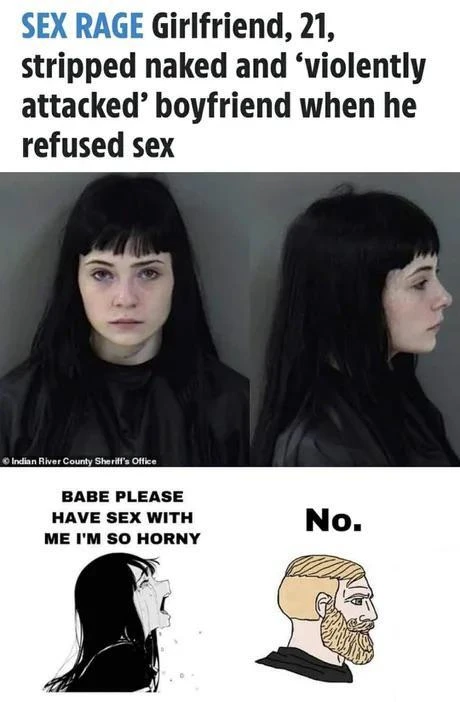 SEX RAGE Girlfriend, 21,
stripped naked and ‘violently
attacked’ boyfriend when he
refused sex
© Indian River County Sheriff's Office
BABE PLEASE
HAVE SEX WITH
ME I'M SO HORNY
No.